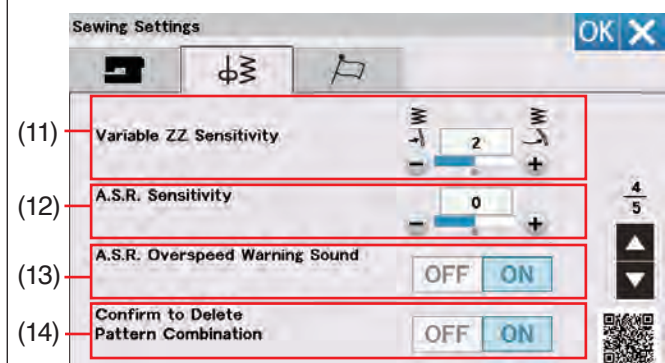 Sewing Settings
OK
(11)
Variable ZZ Sensitivity
2
(12)
A.S.R. Sensitivity
0
4
5
(13)
A.S.R. Overspeed Warning Sound
OFF ON
(14)
Confirm to Delete
Pattern Combination
OFF ON